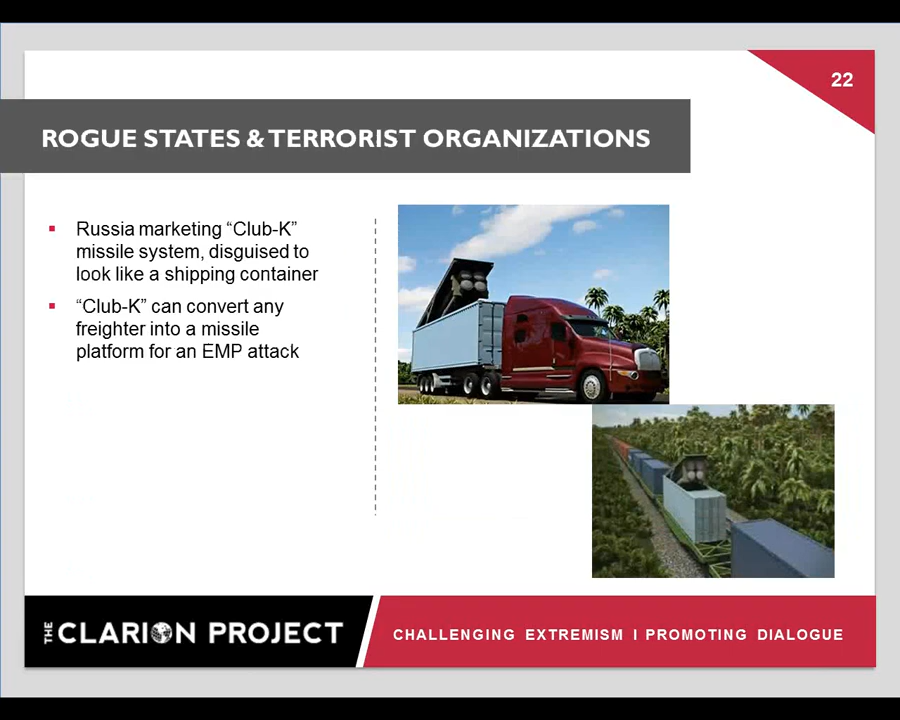 22
ROGUE STATES & TERRORIST ORGANIZATIONS
Russia marketing “Club-K”
missile system, disguised to
look like a shipping container
“Club-K” can convert any
freighter into a missile
platform for an EMP attack
THE CLARION PROJECT
CHALLENGING EXTREMISM I PROMOTING DIALOGUE